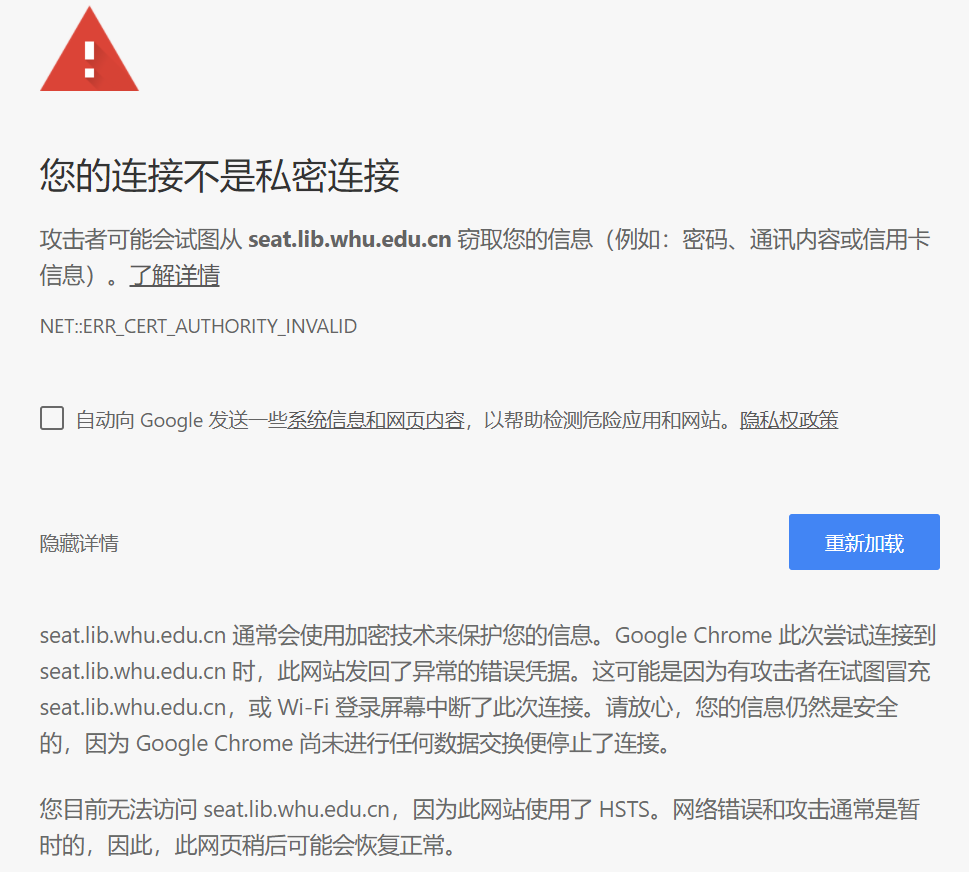 您的连接不是私密连接
攻击者可能会试图从 seat.lib.whu.edu.cn 窃取您的信息（例如：密码、通讯内容或信用卡
信息）。了解详情
NET::ERR_CERT_AUTHORITY_INVALID
自动向 Google 发送一些系统信息和网页内容，以帮助检测危险应用和网站。隐私权政策
隐藏详情
重新加载
seat.lib.whu.edu.cn 通常会使用加密技术来保护您的信息。Google Chrome 此次尝试连接到
seat.lib.whu.edu.cn 时，此网站发回了异常的错误凭据。这可能是因为有攻击者在试图冒充
seat.lib.whu.edu.cn，或 Wi-Fi 登录屏幕中断了此次连接。请放心，您的信息仍然是安全
的，因为 Google Chrome 尚未进行任何数据交换便停止了连接。
您目前无法访问 seat.lib.whu.edu.cn，因为此网站使用了 HSTS。网络错误和攻击通常是暂
时的，因此，此网页稍后可能会恢复正常。